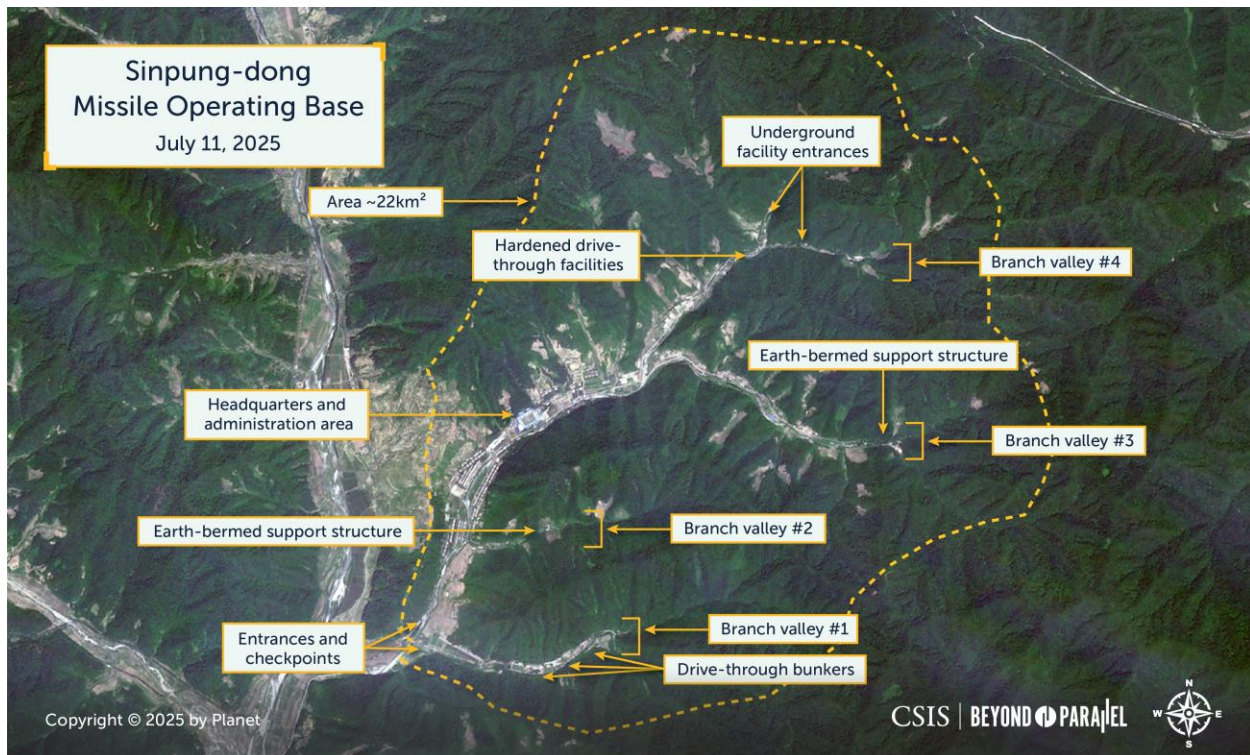 Sinpung-dong
Missile Operating Base
July 11, 2025
Underground
facility entrances
Area ~22km²
Hardened drive-
through facilities
Branch valley #4
Earth-bermed support structure
Headquarters and
administration area
Branch valley #3
Earth-bermed support structure
Branch valley #2
Entrances and
checkpoints
Branch valley #1
Drive-through bunkers
Copyright © 2025 by Planet
CSIS | BEYOND PARALLEL
N
W E
S